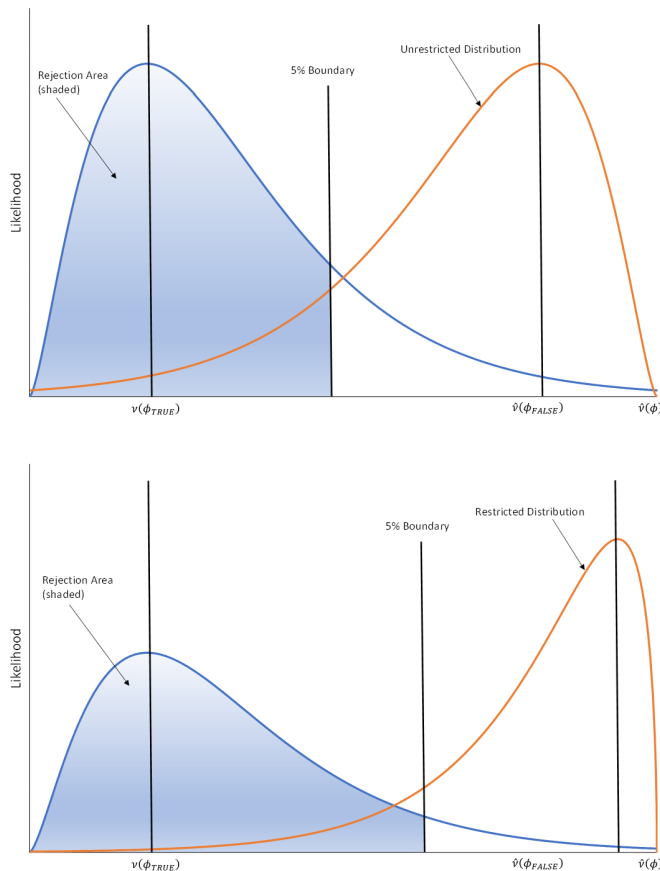 Unrestricted Distribution
5% Boundary
Rejection Area
(shaded)
Likelihood
ν(ϕ_TRUE)
ν̂(ϕ_FALSE)
ν̂(ϕ)
Restricted Distribution
5% Boundary
Rejection Area
(shaded)
Likelihood
ν(ϕ_TRUE)
ν̂(ϕ_FALSE)
ν̂(ϕ)